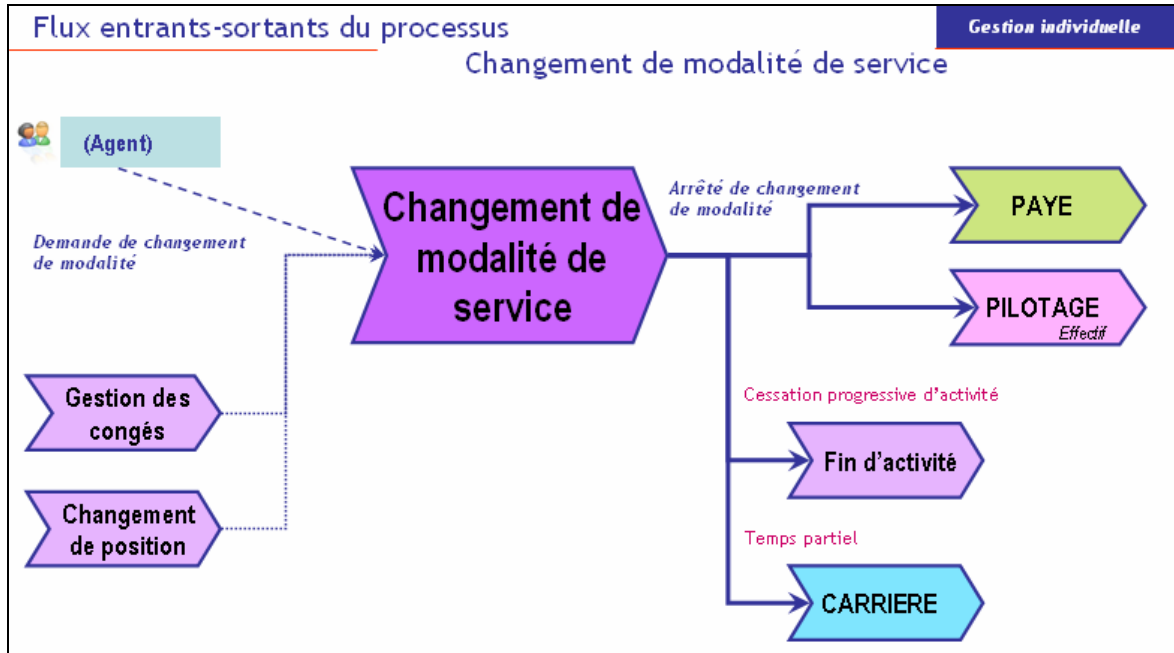 Flux entrants-sortants du processus
Gestion individuelle
Changement de modalité de service
(Agent)
Demande de changement
de modalité
Changement de
modalité de
service
Arrêté de changement
de modalité
PAYE
PILOTAGE
Effectif
Gestion des
congés
Cessation progressive d'activité
Fin d'activité
Changement
de position
Temps partiel
CARRIERE